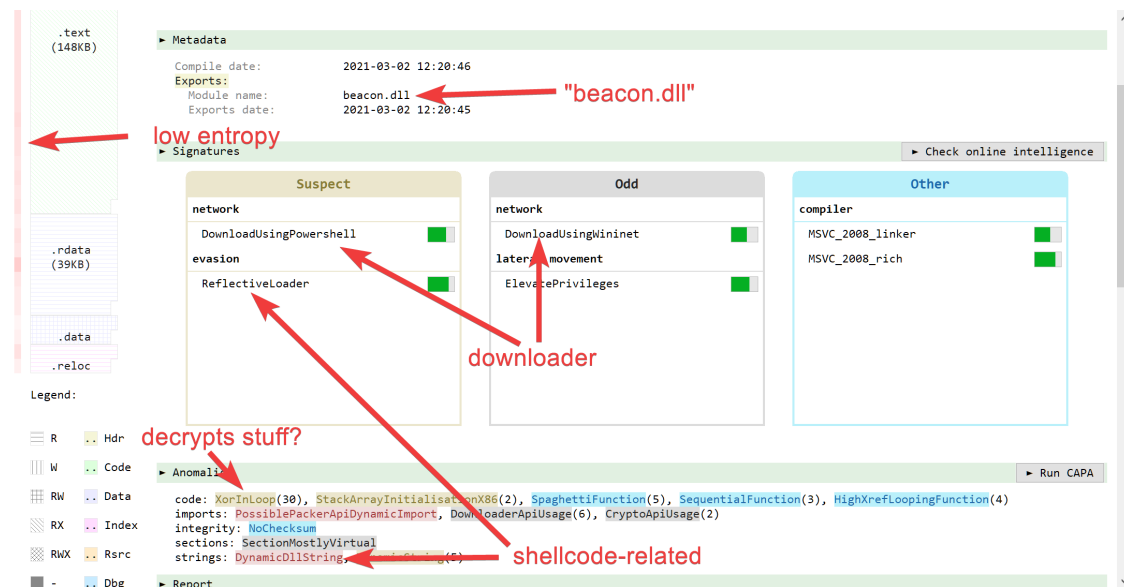 .text
(148KB)
► Metadata
Compile date: 2021-03-02 12:20:46
Exports:
Module name: beacon.dll
"beacon.dll"
Exports date: 2021-03-02 12:20:45
low entropy
► Signatures
► Check online intelligence
Suspect
network
DownloadUsingPowershell
evasion
ReflectiveLoader
Odd
network
DownloadUsingWininet
lateral movement
ElevatePrivileges
Other
compiler
MSVC_2008_linker
MSVC_2008_rich
.rdata
(39KB)
.data
.reloc
downloader
Legend:
R .. Hdr
W .. Code
RW .. Data
RX .. Index
RWX .. Rsrc
- .. Dbg
decrypts stuff?
► Anomalies
► Run CAPA
code: XorInLoop(30), StackArrayInitialisationX86(2), SpaghettiFunction(5), SequentialFunction(3), HighXrefLoopingFunction(4)
imports: PossiblePackerApiDynamicImport, DownloaderApiUsage(6), CryptoApiUsage(2)
integrity: NoChecksum
sections: SectionMostlyVirtual
strings: DynamicDllString, (5)
shellcode-related
► Report